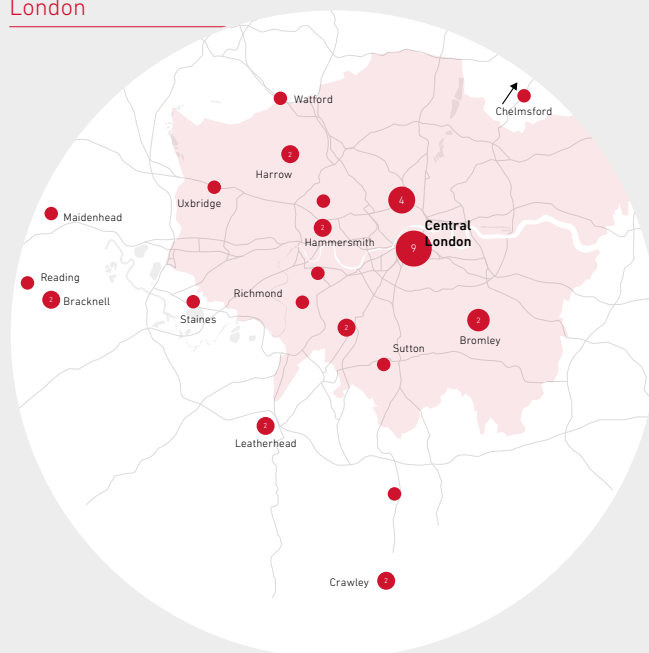 London
Watford
Chelmsford
2
Harrow
Uxbridge
4
Maidenhead
2
Hammersmith
Central
London
9
Reading
2
Bracknell
Richmond
Staines
2
2
Bromley
Sutton
2
Leatherhead
Crawley
2